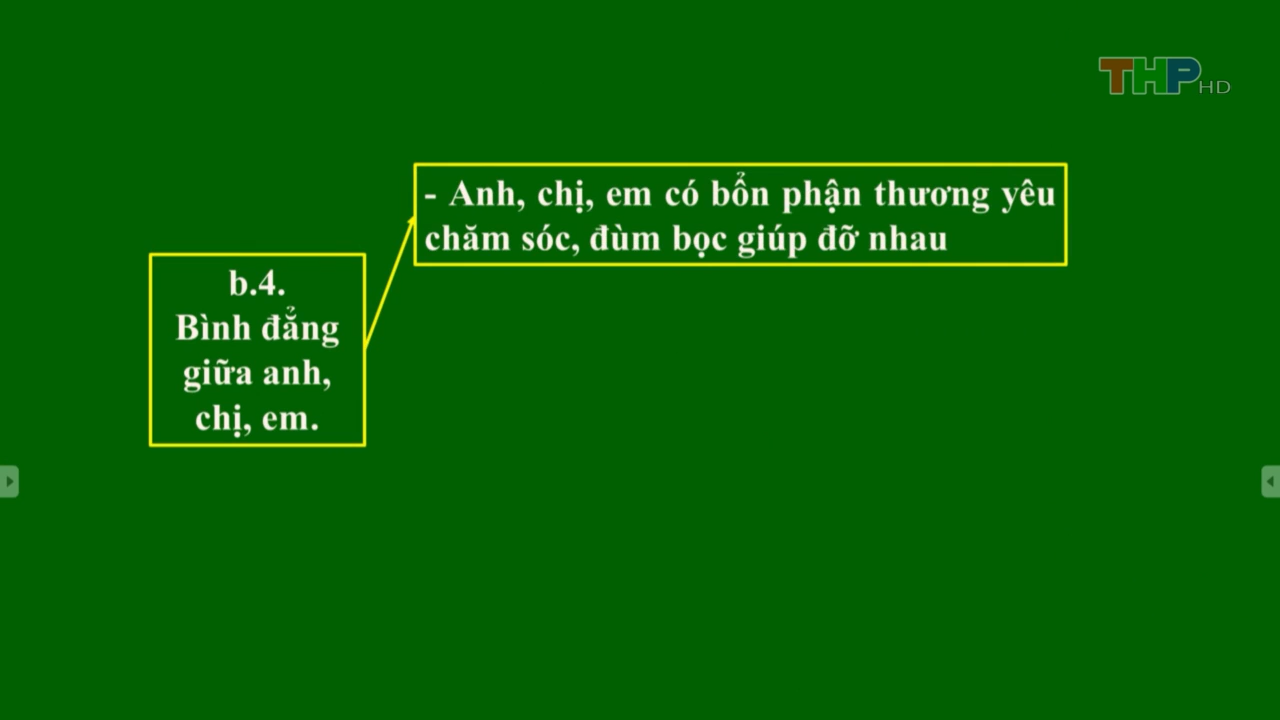 THP HD
- Anh, chị, em có bổn phận thương yêu
chăm sóc, đùm bọc giúp đỡ nhau
b.4.
Bình đẳng
giữa anh,
chị, em.